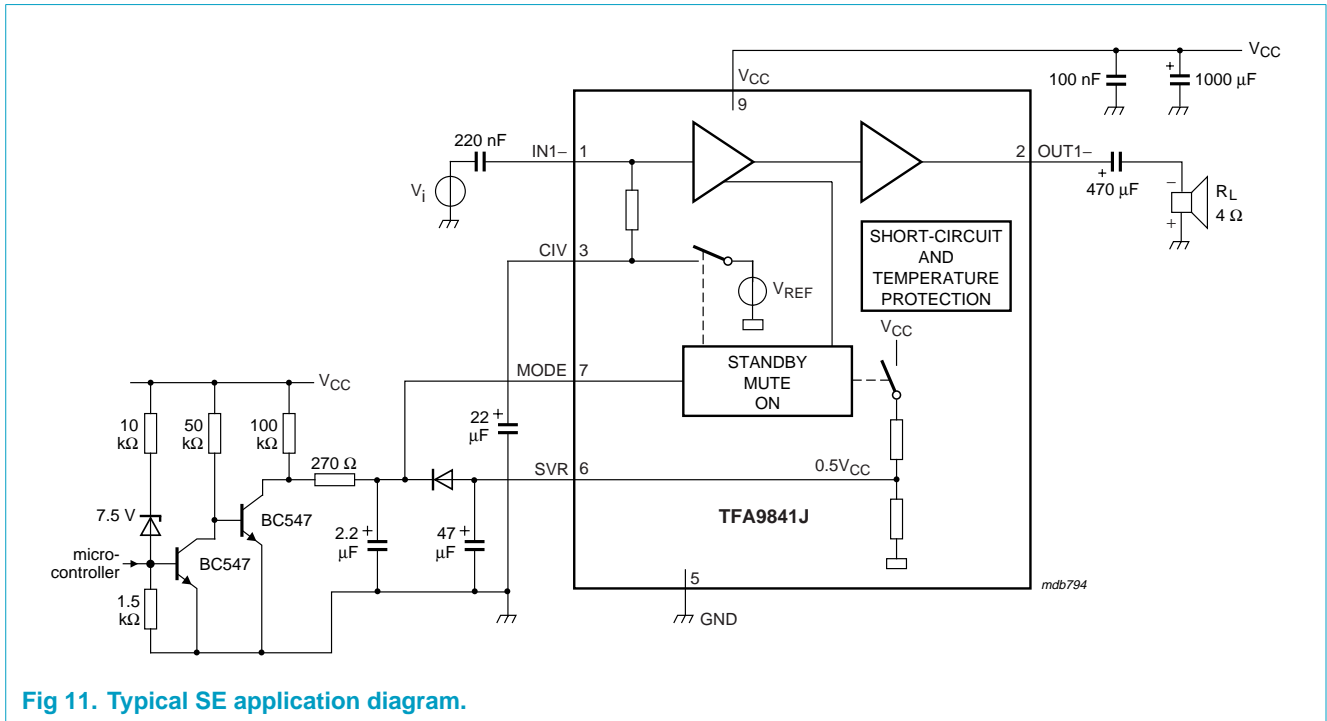 VCC
VCC
9
100 nF
+
1000 μF
220 nF
IN1−
1
2
OUT1−
Vi
+
470 μF
−
+
RL
4 Ω
SHORT-CIRCUIT
AND
TEMPERATURE
PROTECTION
CIV
3
VREF
VCC
MODE
7
STANDBY
MUTE
ON
VCC
10
kΩ
50
kΩ
100
kΩ
22
μF
+
270 Ω
SVR
6
0.5VCC
7.5 V
BC547
TFA9841J
2.2
μF
+
47
μF
+
micro-
controller
BC547
1.5
kΩ
5
GND
mdb794
Fig 11. Typical SE application diagram.